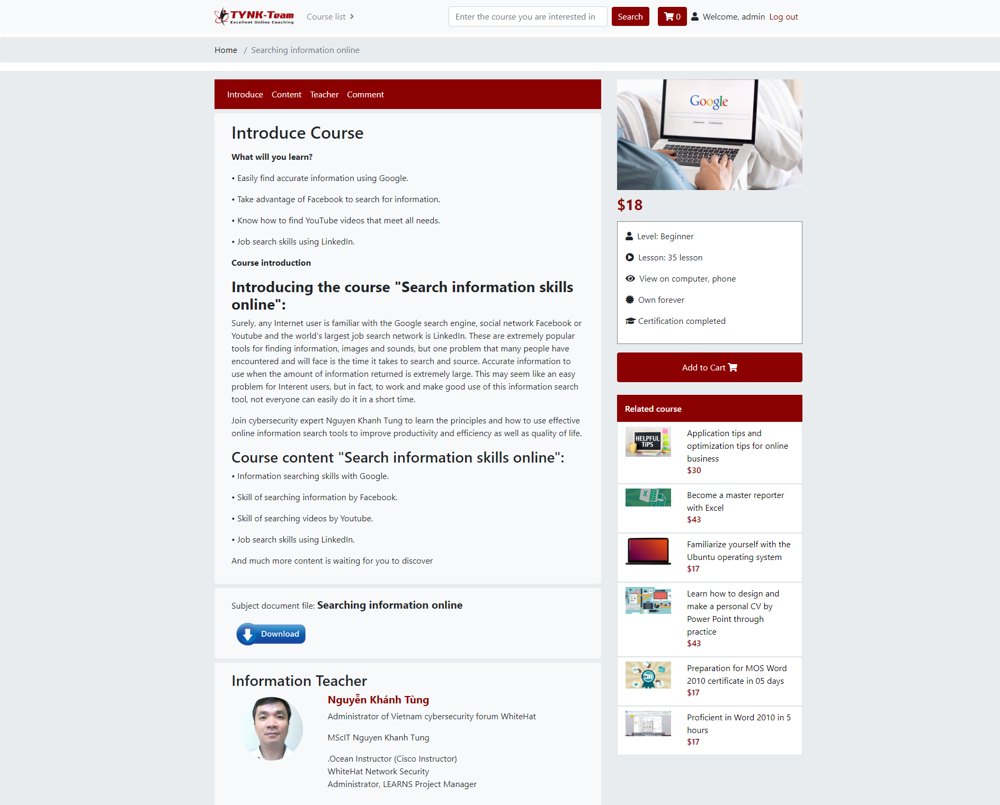 TYNK-Team
Excellent Online Coaching
Course list
Enter the course you are interested in
Search
0
Welcome, admin
Log out
Home / Searching information online
Introduce Content Teacher Comment
Introduce Course
What will you learn?
• Easily find accurate information using Google.
• Take advantage of Facebook to search for information.
• Know how to find YouTube videos that meet all needs.
• Job search skills using LinkedIn.
Course introduction
Introducing the course "Search information skills
online":
Surely, any Internet user is familiar with the Google search engine, social network Facebook or
Youtube and the world's largest job search network is LinkedIn. These are extremely popular
tools for finding information, images and sounds, but one problem that many people have
encountered and will face is the time it takes to search and source. Accurate information to
use when the amount of information returned is extremely large. This may seem like an easy
problem for Interent users, but in fact, to work and make good use of this information search
tool, not everyone can easily do it in a short time.
Join cybersecurity expert Nguyen Khanh Tung to learn the principles and how to use effective
online information search tools to improve productivity and efficiency as well as quality of life.
Course content "Search information skills online":
• Information searching skills with Google.
• Skill of searching information by Facebook.
• Skill of searching videos by Youtube.
• Job search skills using LinkedIn.
And much more content is waiting for you to discover
Subject document file: Searching information online
Download
Information Teacher
Nguyễn Khánh Tùng
Administrator of Vietnam cybersecurity forum WhiteHat
MScIT Nguyen Khanh Tung
.Ocean Instructor (Cisco Instructor)
WhiteHat Network Security
Administrator, LEARNS Project Manager
Google
$18
Level: Beginner
Lesson: 35 lesson
View on computer, phone
Own forever
Certification completed
Add to Cart
Related course
HELPFUL
TiPS
Application tips and
optimization tips for online
business
$30
X
Become a master reporter
with Excel
$43
Familiarize yourself with the
Ubuntu operating system
$17
Learn how to design and
make a personal CV by
Power Point through
practice
$43
Preparation for MOS Word
2010 certificate in 05 days
$17
Proficient in Word 2010 in 5
hours
$17